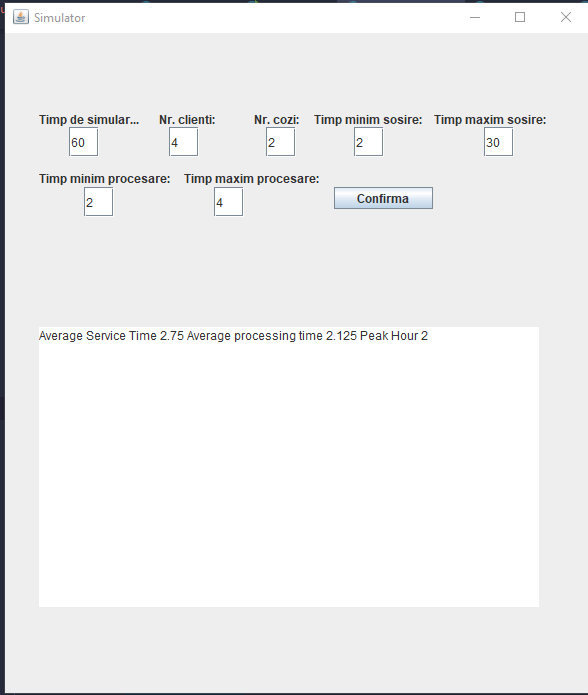 Simulator
Timp de simular... Nr. clienti: Nr. cozi: Timp minim sosire: Timp maxim sosire:
60 4 2 2 30
Timp minim procesare: Timp maxim procesare:
2 4 Confirma
Average Service Time 2.75 Average processing time 2.125 Peak Hour 2